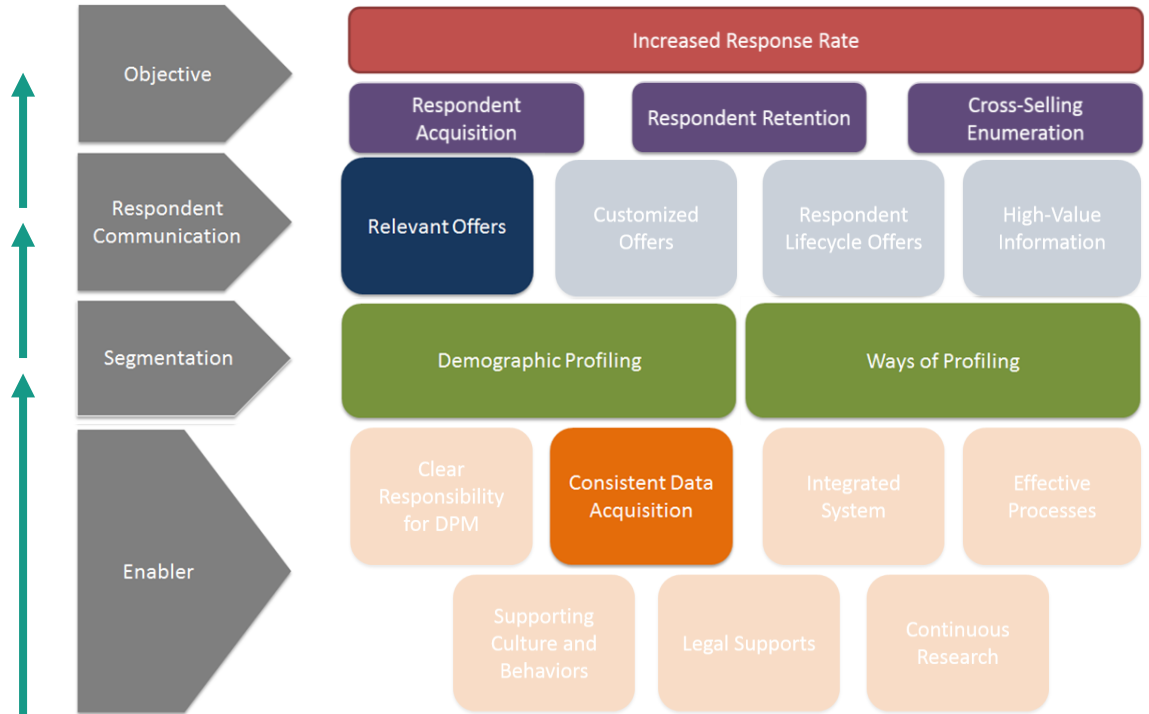 Objective
Increased Response Rate
Respondent
Acquisition
Respondent Retention
Cross-Selling
Enumeration
Respondent
Communication
Relevant Offers
Customized
Offers
Respondent
Lifecycle Offers
High-Value
Information
Segmentation
Demographic Profiling
Ways of Profiling
Enabler
Clear
Responsibility
for DPM
Consistent Data
Acquisition
Integrated
System
Effective
Processes
Supporting
Culture and
Behaviors
Legal Supports
Continuous
Research